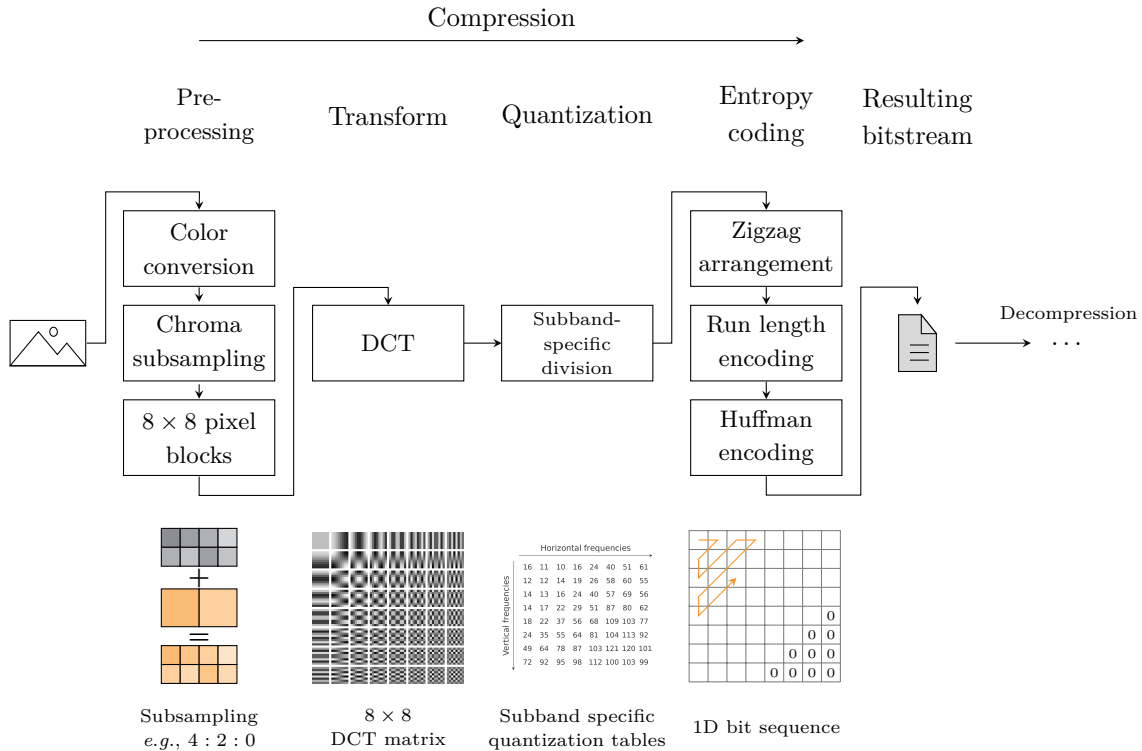 Compression
Pre-
processing
Transform
Quantization
Entropy
coding
Resulting
bitstream
Color
conversion
Chroma
subsampling
8 × 8 pixel
blocks
DCT
Subband-
specific
division
Zigzag
arrangement
Run length
encoding
Huffman
encoding
Decompression
· · ·
Horizontal frequencies
Vertical frequencies
16 11 10 16 24 40 51 61
12 12 14 19 26 58 60 55
14 13 16 24 40 57 69 56
14 17 22 29 51 87 80 62
18 22 37 56 68 109 103 77
24 35 55 64 81 104 113 92
49 64 78 87 103 121 120 101
72 92 95 98 112 100 103 99
0
0 0
0 0 0
0 0 0 0
Subsampling
e.g., 4 : 2 : 0
8 × 8
DCT matrix
Subband specific
quantization tables
1D bit sequence